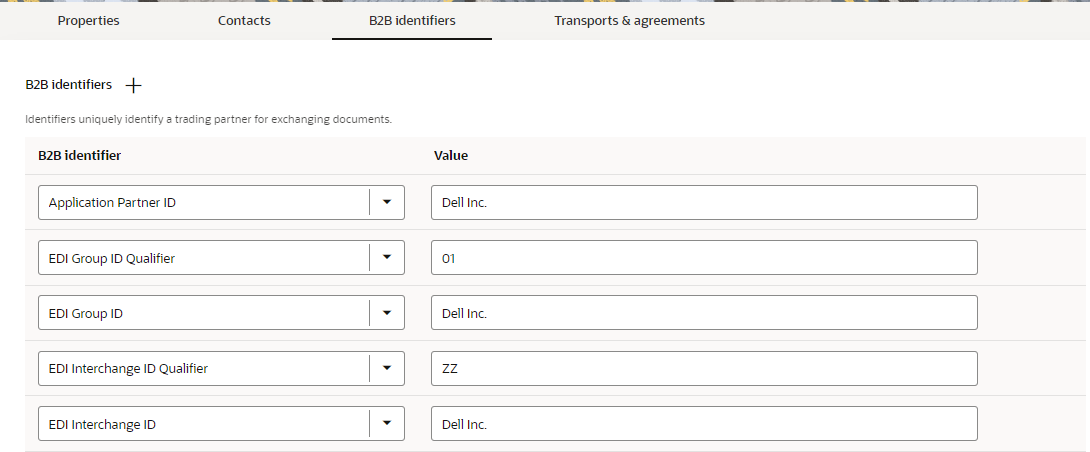 Properties Contacts B2B identifiers Transports & agreements
B2B identifiers +
Identifiers uniquely identify a trading partner for exchanging documents.
B2B identifier Value
Application Partner ID Dell Inc.
EDI Group ID Qualifier 01
EDI Group ID Dell Inc.
EDI Interchange ID Qualifier ZZ
EDI Interchange ID Dell Inc.